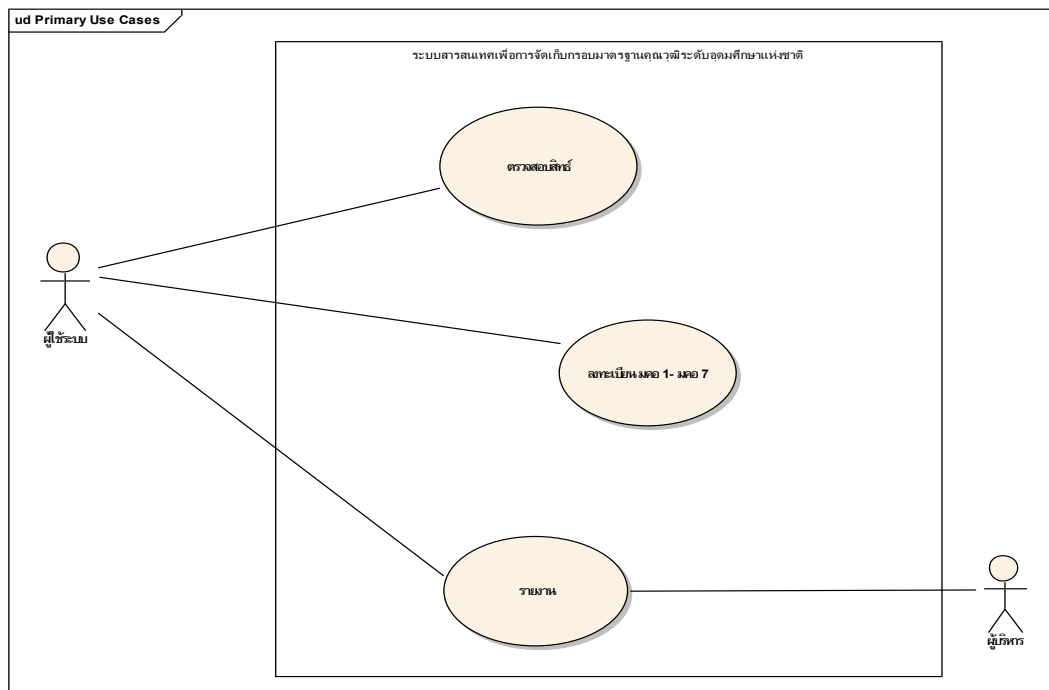 ud Primary Use Cases
ระบบสารสนเทศเพื่อการจัดเก็บกรอบมาตรฐานคุณวุฒิระดับอุดมศึกษาแห่งชาติ
ตรวจสอบสิทธ์
ผู้ใช้ระบบ
ลงทะเบียน มคอ 1- มคอ 7
รายงาน
ผู้บริหาร